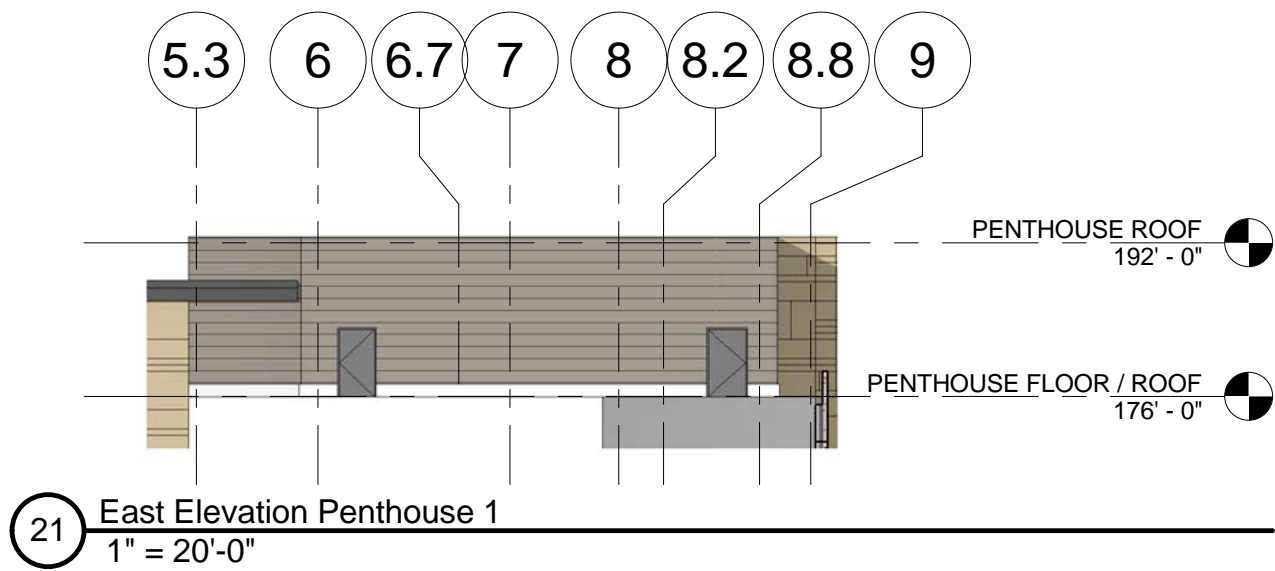 5.3 6 6.7 7 8 8.2 8.8 9
PENTHOUSE ROOF
192' - 0"
PENTHOUSE FLOOR / ROOF
176' - 0"
21 East Elevation Penthouse 1
1" = 20'-0"